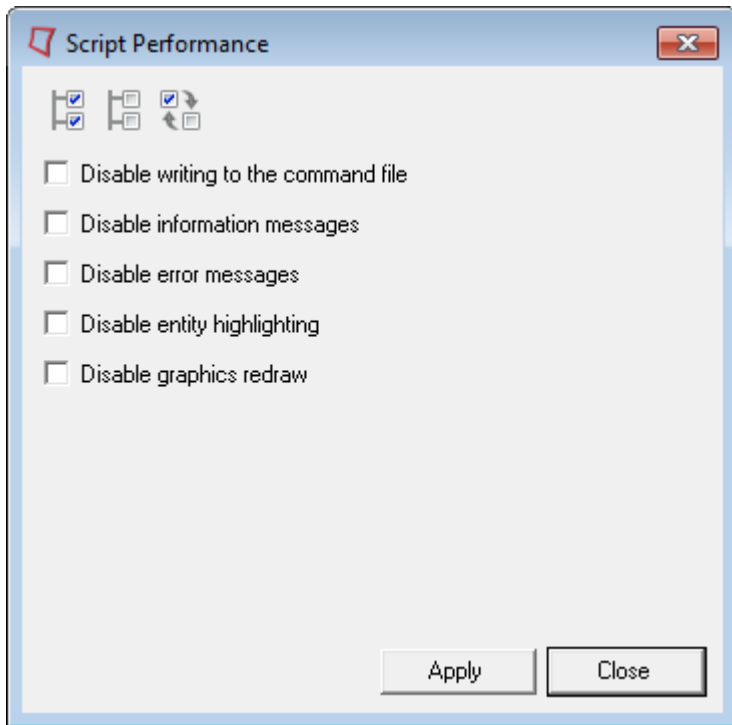 Script Performance
Disable writing to the command file
Disable information messages
Disable error messages
Disable entity highlighting
Disable graphics redraw
Apply Close